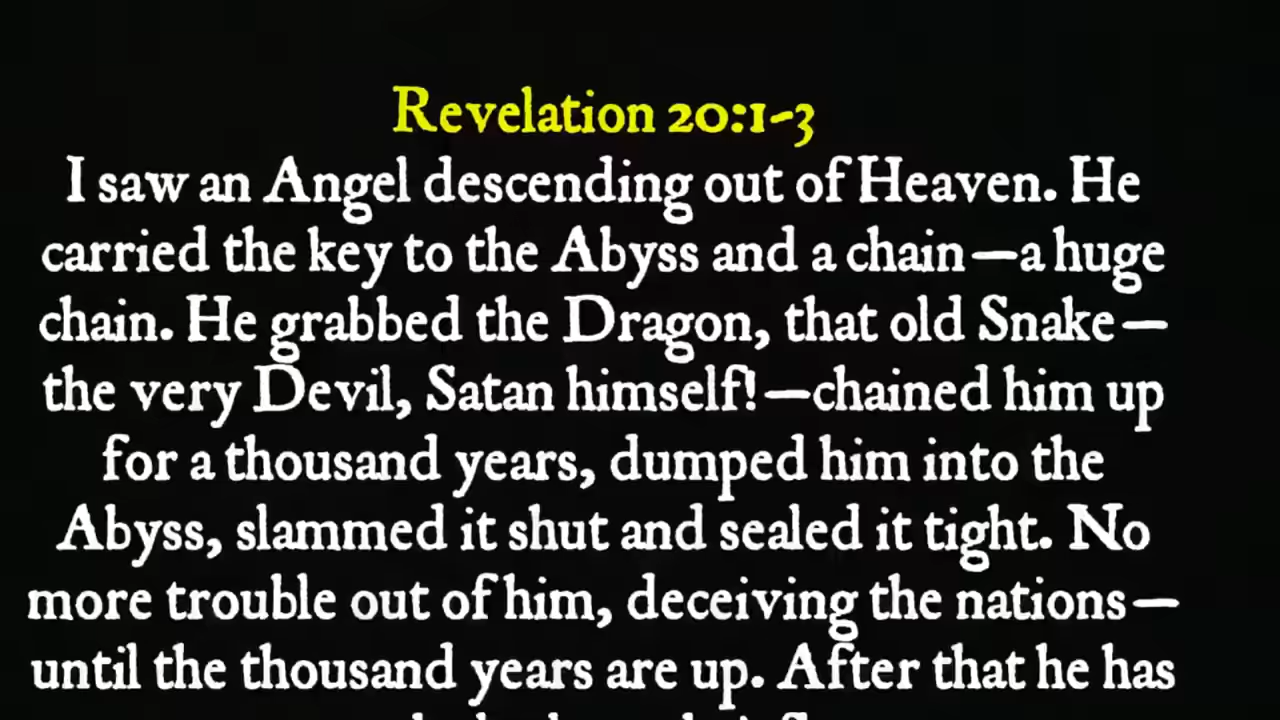 Revelation 20:1-3
I saw an Angel descending out of Heaven. He
carried the key to the Abyss and a chain—a huge
chain. He grabbed the Dragon, that old Snake—
the very Devil, Satan himself!—chained him up
for a thousand years, dumped him into the
Abyss, slammed it shut and sealed it tight. No
more trouble out of him, deceiving the nations—
until the thousand years are up. After that he has